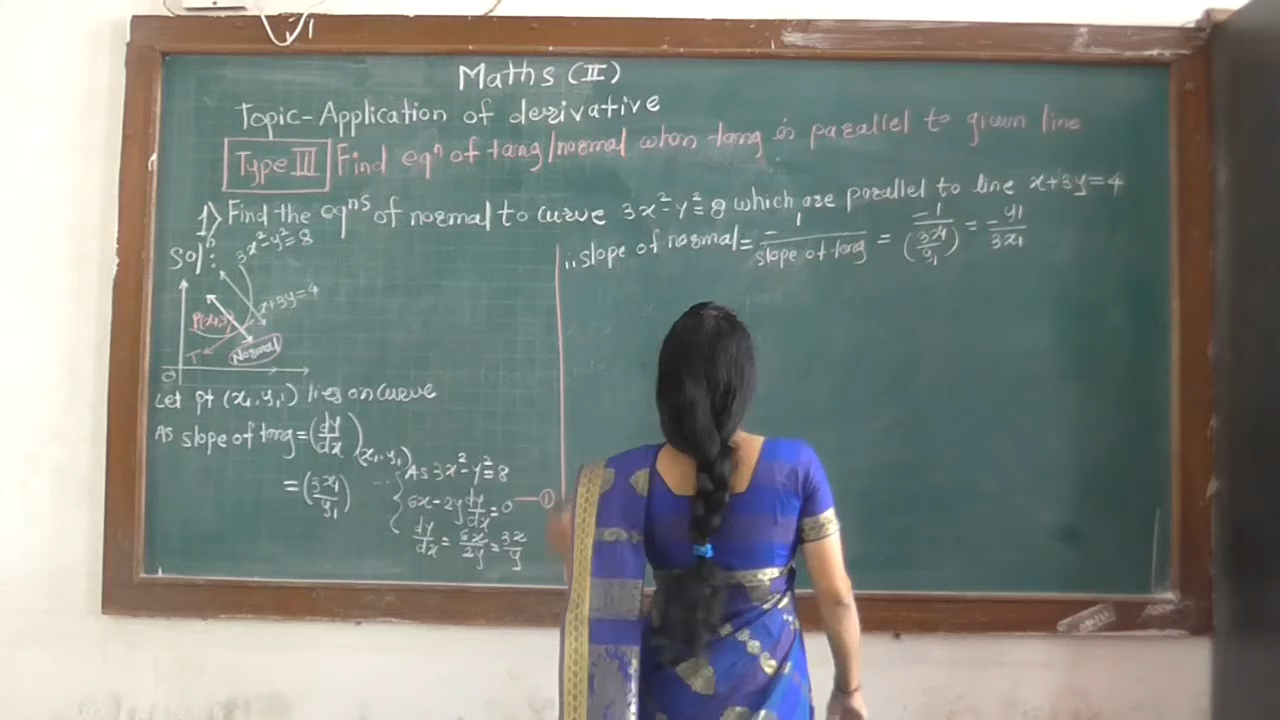 Maths (II)
Topic - Application of derivative
Type III Find eqⁿ of tang/normal when tang is parallel to given line
1) Find the eqⁿˢ of normal to curve 3x²-y²=8 which are parallel to line x+3y=4
Solⁿ:
3x²-y²=8
x+3y=4
P(x₁,y₁)
T
Normal
O
Let pt (x₁,y₁) lies on curve
As slope of tang = (dy/dx)(x₁,y₁)
= (3x₁/y₁) ... { As 3x²-y²=8
6x-2y dy/dx = 0 — ①
dy/dx = 6x/2y = 3x/y
∴ slope of normal = -1/slope of tang = -1/(3x₁/y₁) = -y₁/3x₁